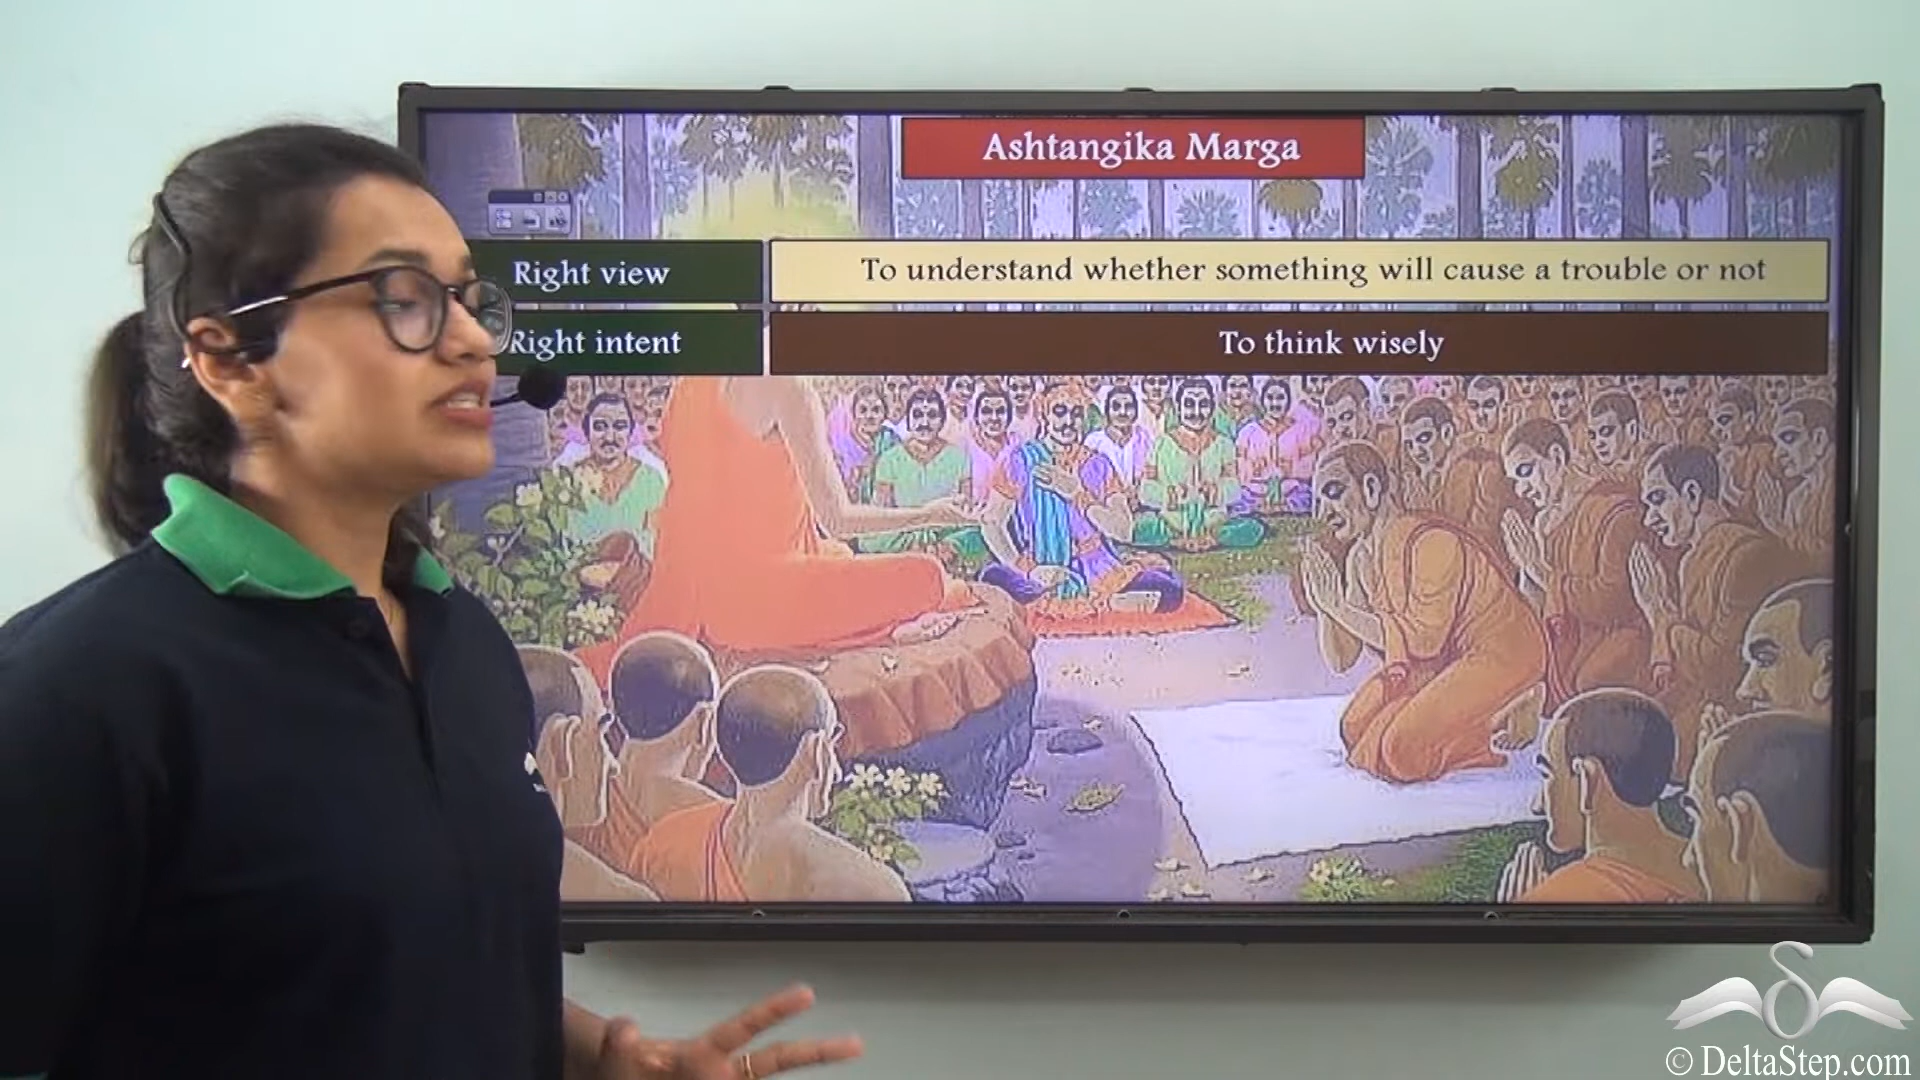 Ashtangika Marga
Right view
To understand whether something will cause a trouble or not
Right intent
To think wisely
© DeltaStep.com